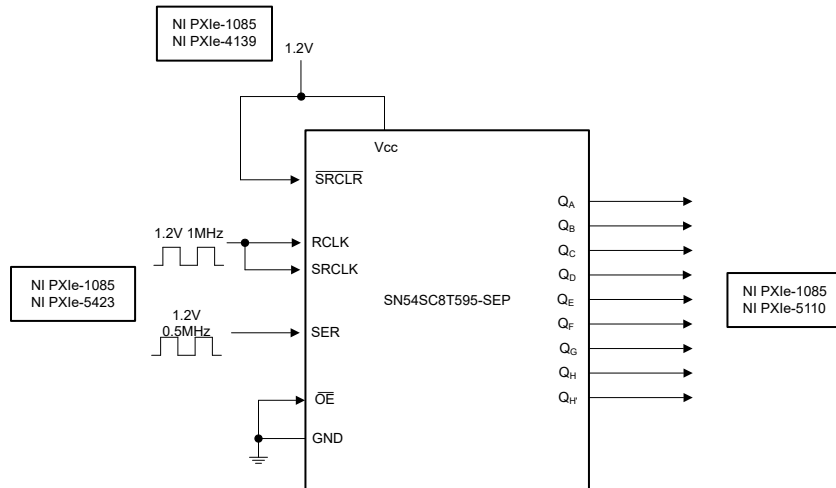 NI PXIe-1085
NI PXIe-4139
1.2V
Vcc
SRCLR
1.2V 1MHz
RCLK
SRCLK
NI PXIe-1085
NI PXIe-5423
1.2V
0.5MHz
SER
OE
GND
SN54SC8T595-SEP
QA
QB
QC
QD
QE
QF
QG
QH
QH'
NI PXIe-1085
NI PXIe-5110